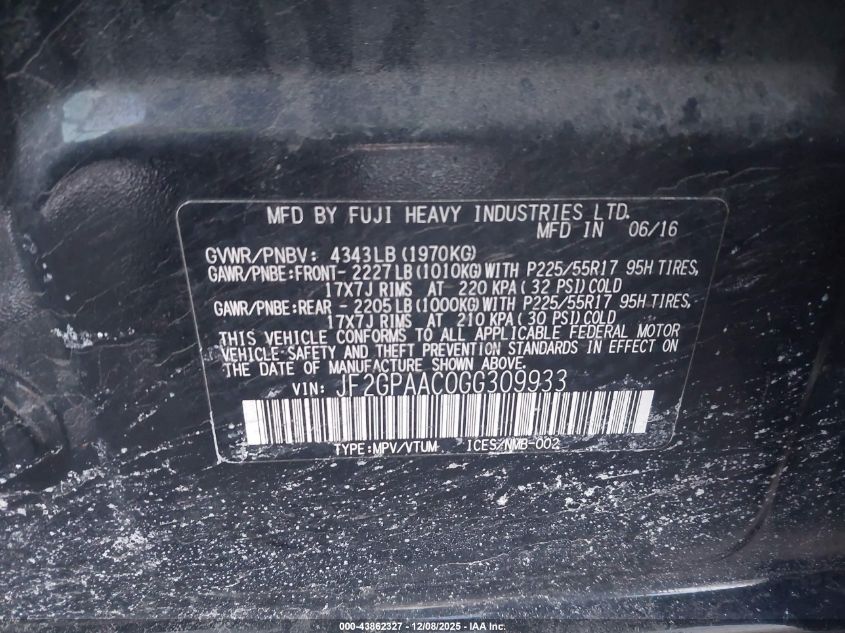 MFD BY FUJI HEAVY INDUSTRIES LTD.
MFD IN 06/16
GVWR/PNBV: 4343LB (1970KG)
GAWR/PNBE:FRONT- 2227LB (1010KG) WITH P225/55R17 95H TIRES,
17X7J RIMS AT 220 KPA (32 PSI) COLD
GAWR/PNBE:REAR - 2205LB (1000KG) WITH P225/55R17 95H TIRES,
17X7J RIMS AT 210 KPA (30 PSI) COLD
THIS VEHICLE CONFORMS TO ALL APPLICABLE FEDERAL MOTOR
VEHICLE SAFETY AND THEFT PREVENTION STANDARDS IN EFFECT ON
THE DATE OF MANUFACTURE SHOWN ABOVE.
VIN: JF2GPAAC0GG309933
TYPE:MPV/VTUM ICES/NMB-002
000-43862327 - 12/08/2025 - IAA Inc.